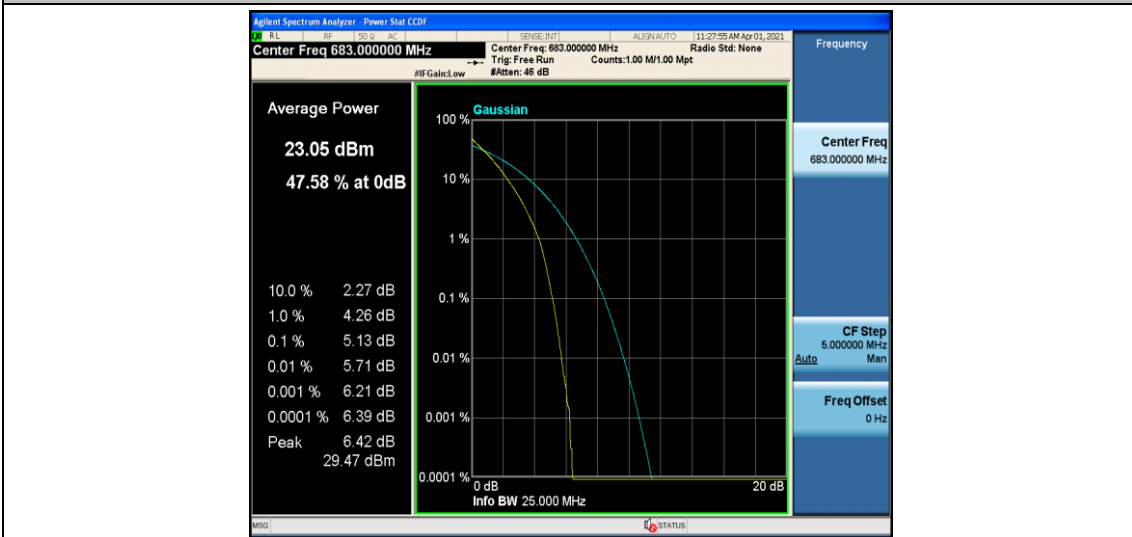 Agilent Spectrum Analyzer - Power Stat CCDF
LXI RL RF 50 Ω AC SENSE:INT ALIGN AUTO 11:27:55 AM Apr 01, 2021
Center Freq 683.000000 MHz
Center Freq: 683.000000 MHz Radio Std: None
Trig: Free Run Counts:1.00 M/1.00 Mpt
#IFGain:Low #Atten: 46 dB
Frequency
Average Power
23.05 dBm
47.58 % at 0dB
10.0 % 2.27 dB
1.0 % 4.26 dB
0.1 % 5.13 dB
0.01 % 5.71 dB
0.001 % 6.21 dB
0.0001 % 6.39 dB
Peak 6.42 dB
29.47 dBm
Gaussian
100 %
10 %
1 %
0.1 %
0.01 %
0.001 %
0.0001 %
0 dB 20 dB
Info BW 25.000 MHz
Center Freq
683.000000 MHz
CF Step
5.000000 MHz
Auto Man
Freq Offset
0 Hz
MSG STATUS